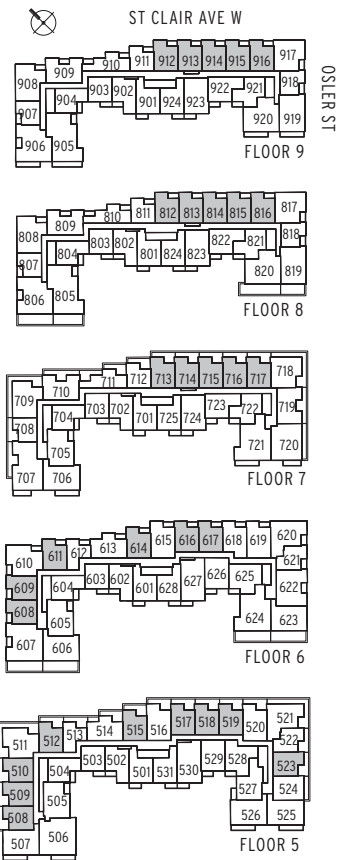 ST CLAIR AVE W
OSLER ST
908 909 910 911 912 913 914 915 916 917
907 904 903 902 901 924 923 922 921 918
906 905 920 919
FLOOR 9
808 809 810 811 812 813 814 815 816 817
807 804 803 802 801 824 823 822 821 818
806 805 820 819
FLOOR 8
709 710 711 712 713 714 715 716 717 718
708 704 703 702 701 725 724 723 722 719
707 705 706 721 720
FLOOR 7
610 611 612 613 614 615 616 617 618 619 620
609 604 603 602 601 628 627 626 625 621
608 605 622
607 606 624 623
FLOOR 6
511 512 513 514 515 516 517 518 519 520 521
510 504 503 502 501 531 530 529 528 522
509 505 527 523
508 524
507 506 526 525
FLOOR 5